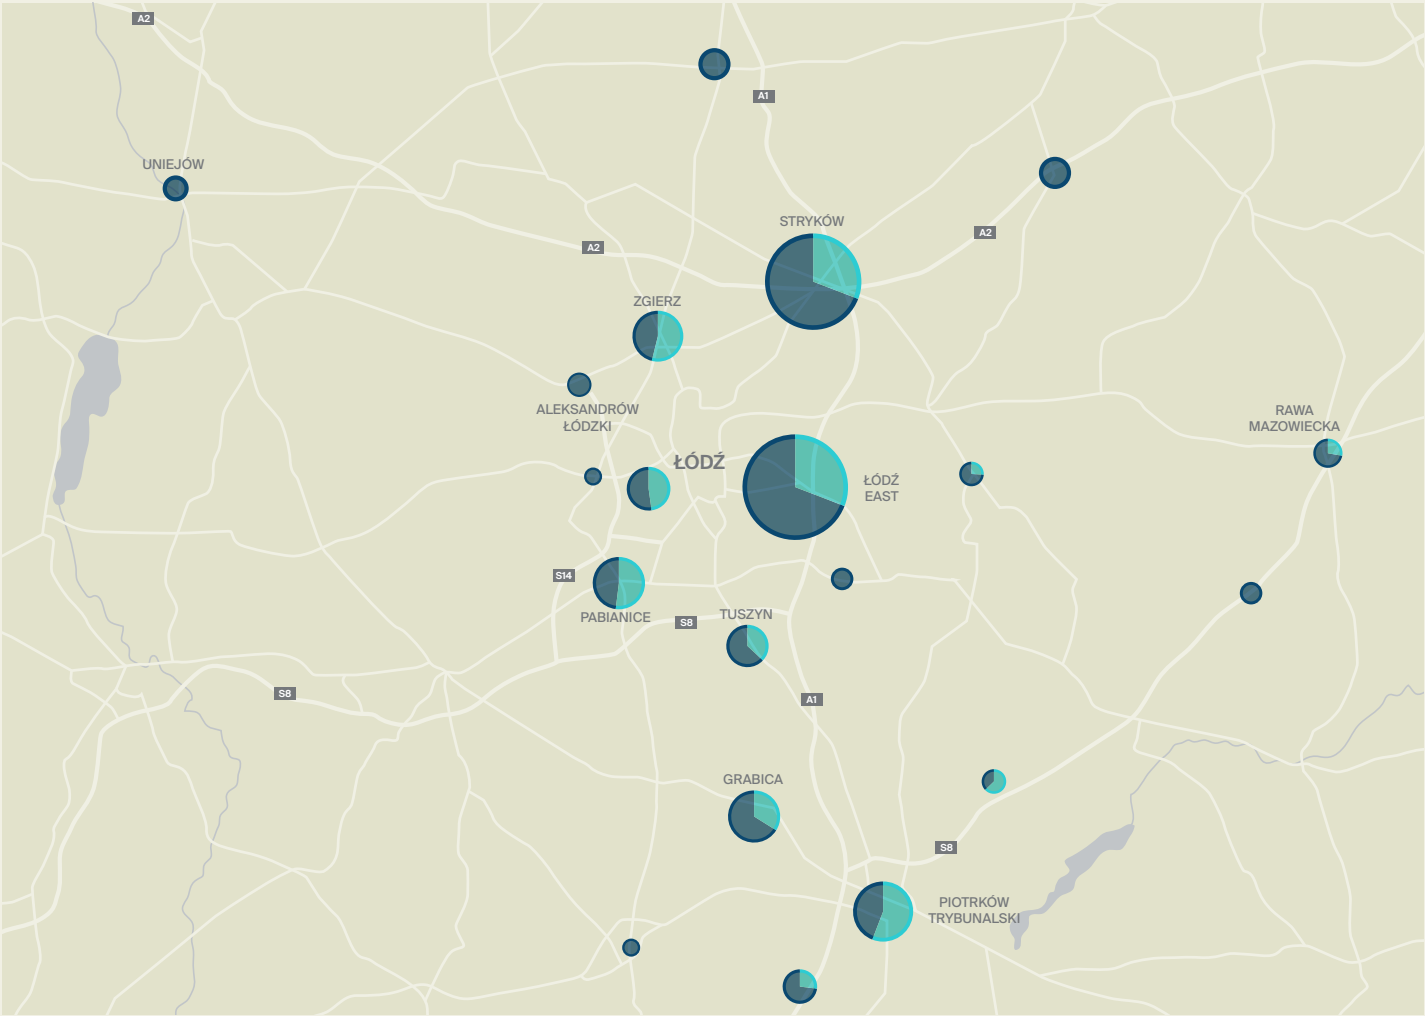 A2
A1
UNIEJÓW
STRYKÓW
A2
A2
ZGIERZ
ALEKSANDRÓW
ŁÓDZKI
RAWA
MAZOWIECKA
ŁÓDŹ
ŁÓDŹ
EAST
S14
PABIANICE
S8
TUSZYN
S8
A1
GRABICA
S8
PIOTRKÓW
TRYBUNALSKI